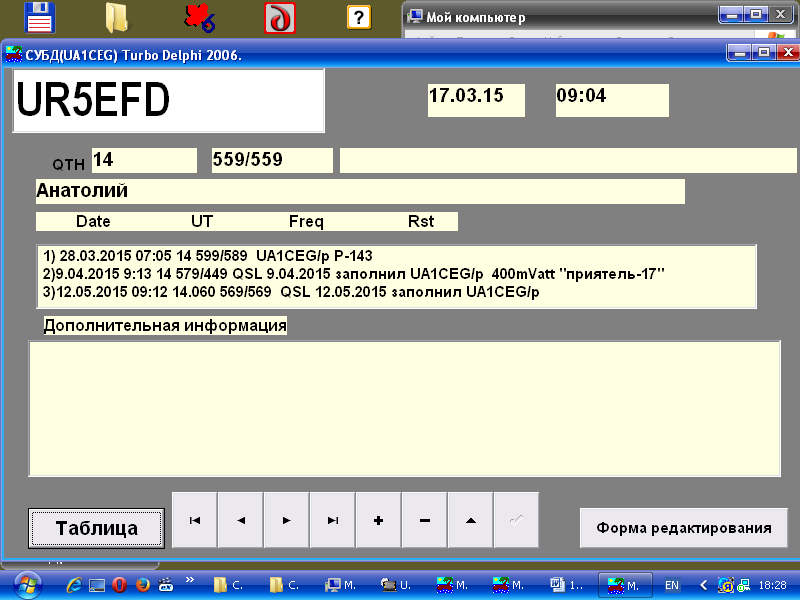 ?
Мой компьютер
СУБД(UA1CEG) Turbo Delphi 2006.
UR5EFD
17.03.15
09:04
QTH
14
559/559
Анатолий
Date UT Freq Rst
1) 28.03.2015 07:05 14 599/589 UA1CEG/p P-143
2)9.04.2015 9:13 14 579/449 QSL 9.04.2015 заполнил UA1CEG/p 400mVatt "приятель-17"
3)12.05.2015 09:12 14.060 569/569 QSL 12.05.2015 заполнил UA1CEG/p
Дополнительная информация
Таблица
Форма редактирования
С. С. М. U. М. М. 1.. М. EN 18:28